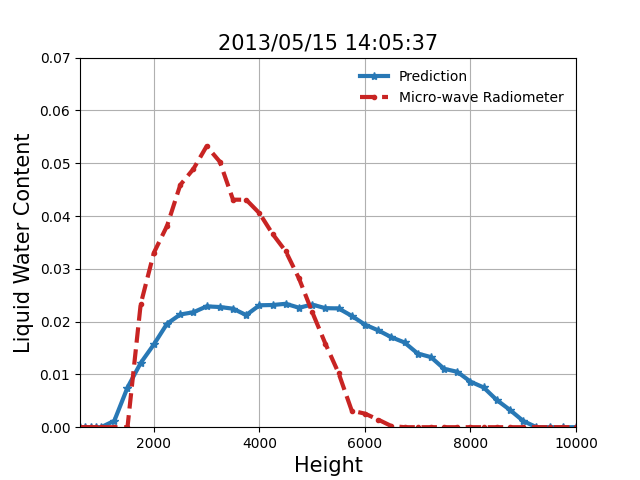 2013/05/15 14:05:37
0.07
0.06
0.05
0.04
0.03
0.02
0.01
0.00
Liquid Water Content
Prediction
Micro-wave Radiometer
2000 4000 6000 8000 10000
Height